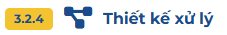 3.2.4 Thiết kế xử lý